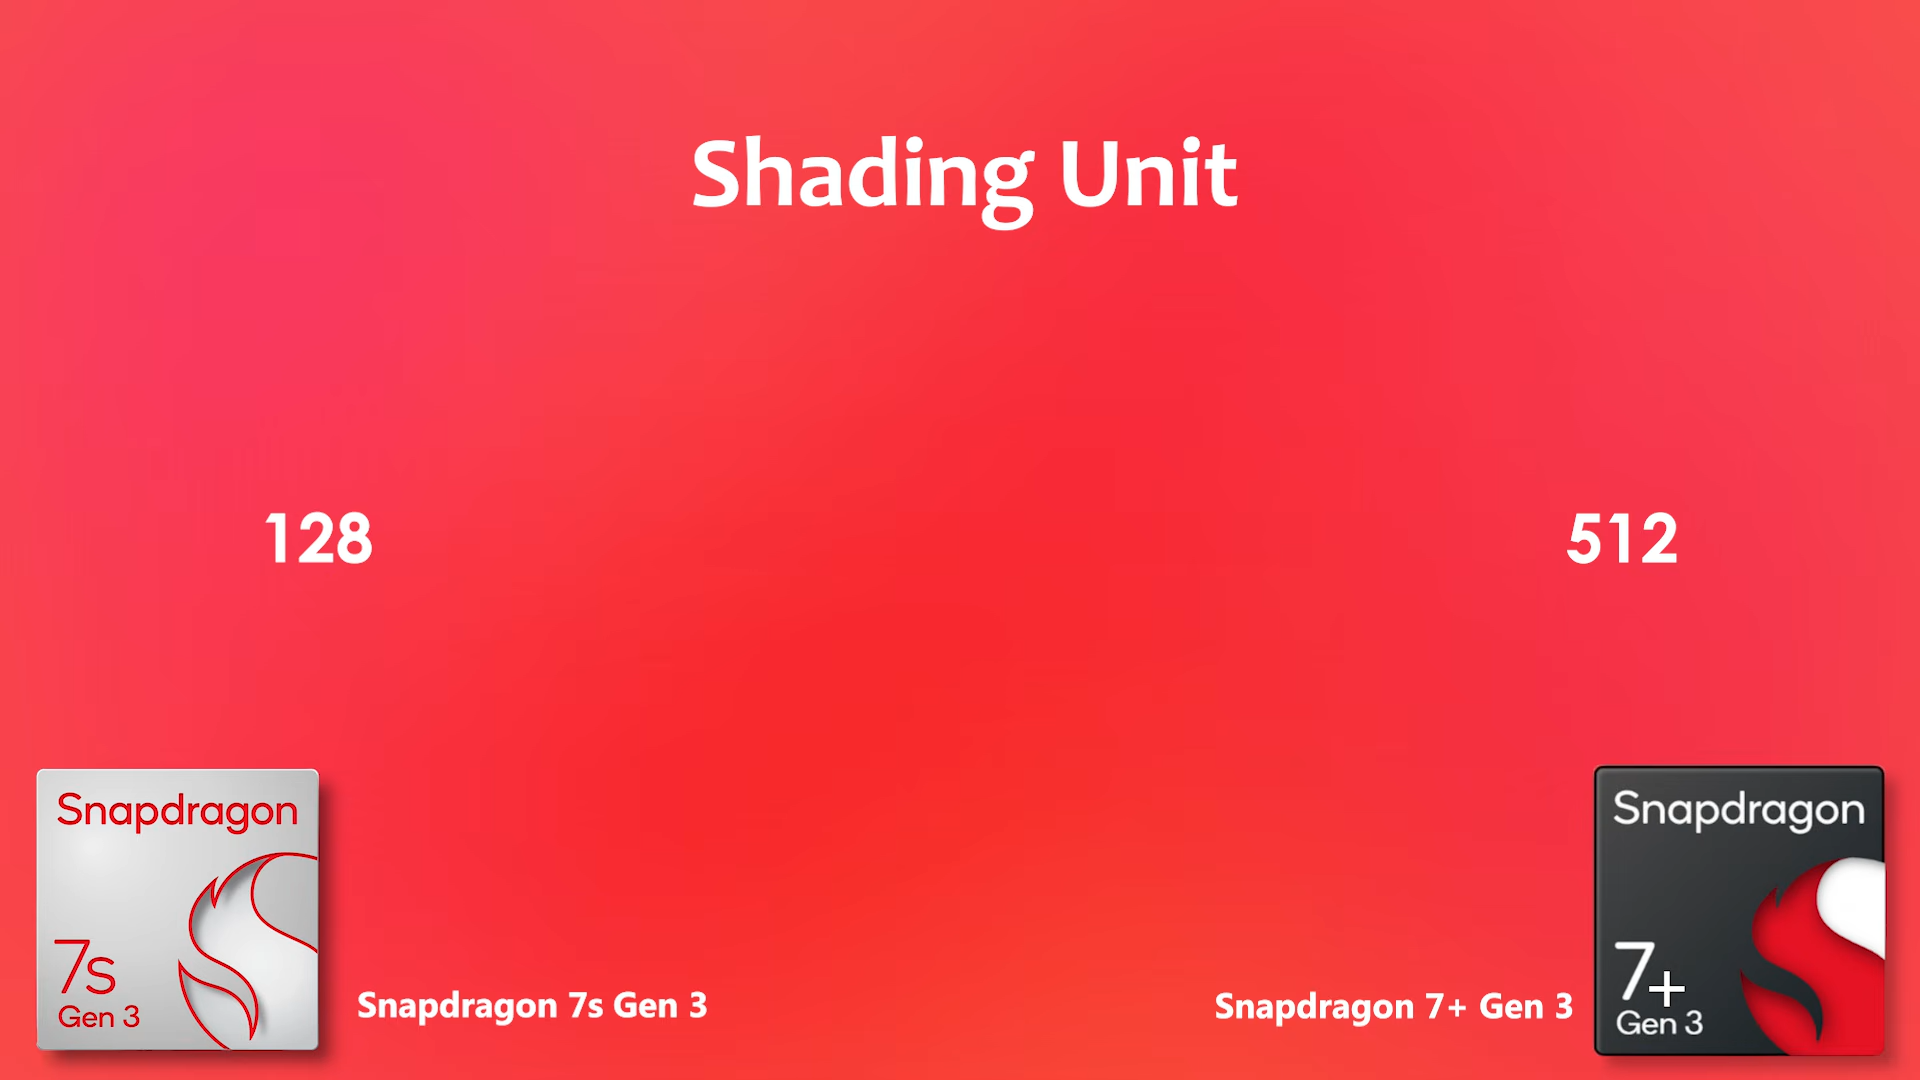 Shading Unit
128
512
Snapdragon
7s
Gen 3
Snapdragon 7s Gen 3
Snapdragon 7+ Gen 3
Snapdragon
7+
Gen 3